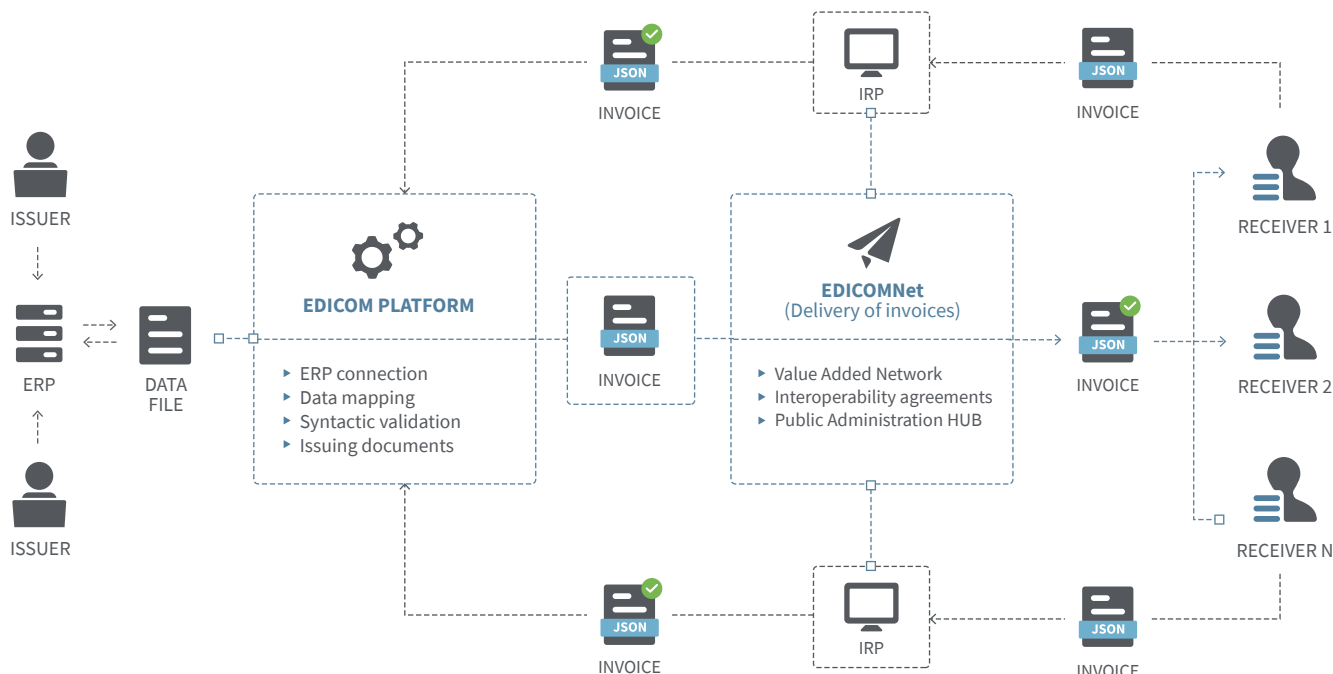 JSON
INVOICE
IRP
JSON
INVOICE
ISSUER
RECEIVER 1
EDICOM PLATFORM
EDICOMNet
(Delivery of invoices)
JSON
INVOICE
JSON
INVOICE
ERP
DATA
FILE
ERP connection
Data mapping
Syntactic validation
Issuing documents
Value Added Network
Interoperability agreements
Public Administration HUB
RECEIVER 2
ISSUER
RECEIVER N
JSON
INVOICE
IRP
JSON
INVOICE